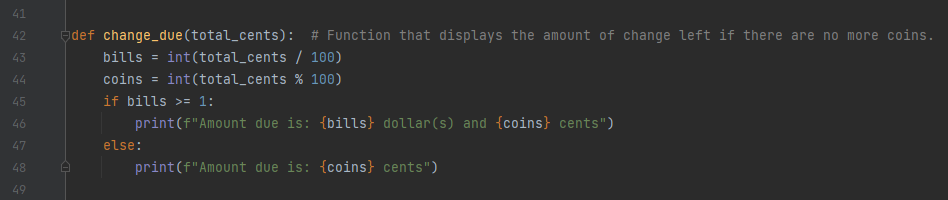 41
42 def change_due(total_cents):  # Function that displays the amount of change left if there are no more coins.
43     bills = int(total_cents / 100)
44     coins = int(total_cents % 100)
45     if bills >= 1:
46         print(f"Amount due is: {bills} dollar(s) and {coins} cents")
47     else:
48         print(f"Amount due is: {coins} cents")
49